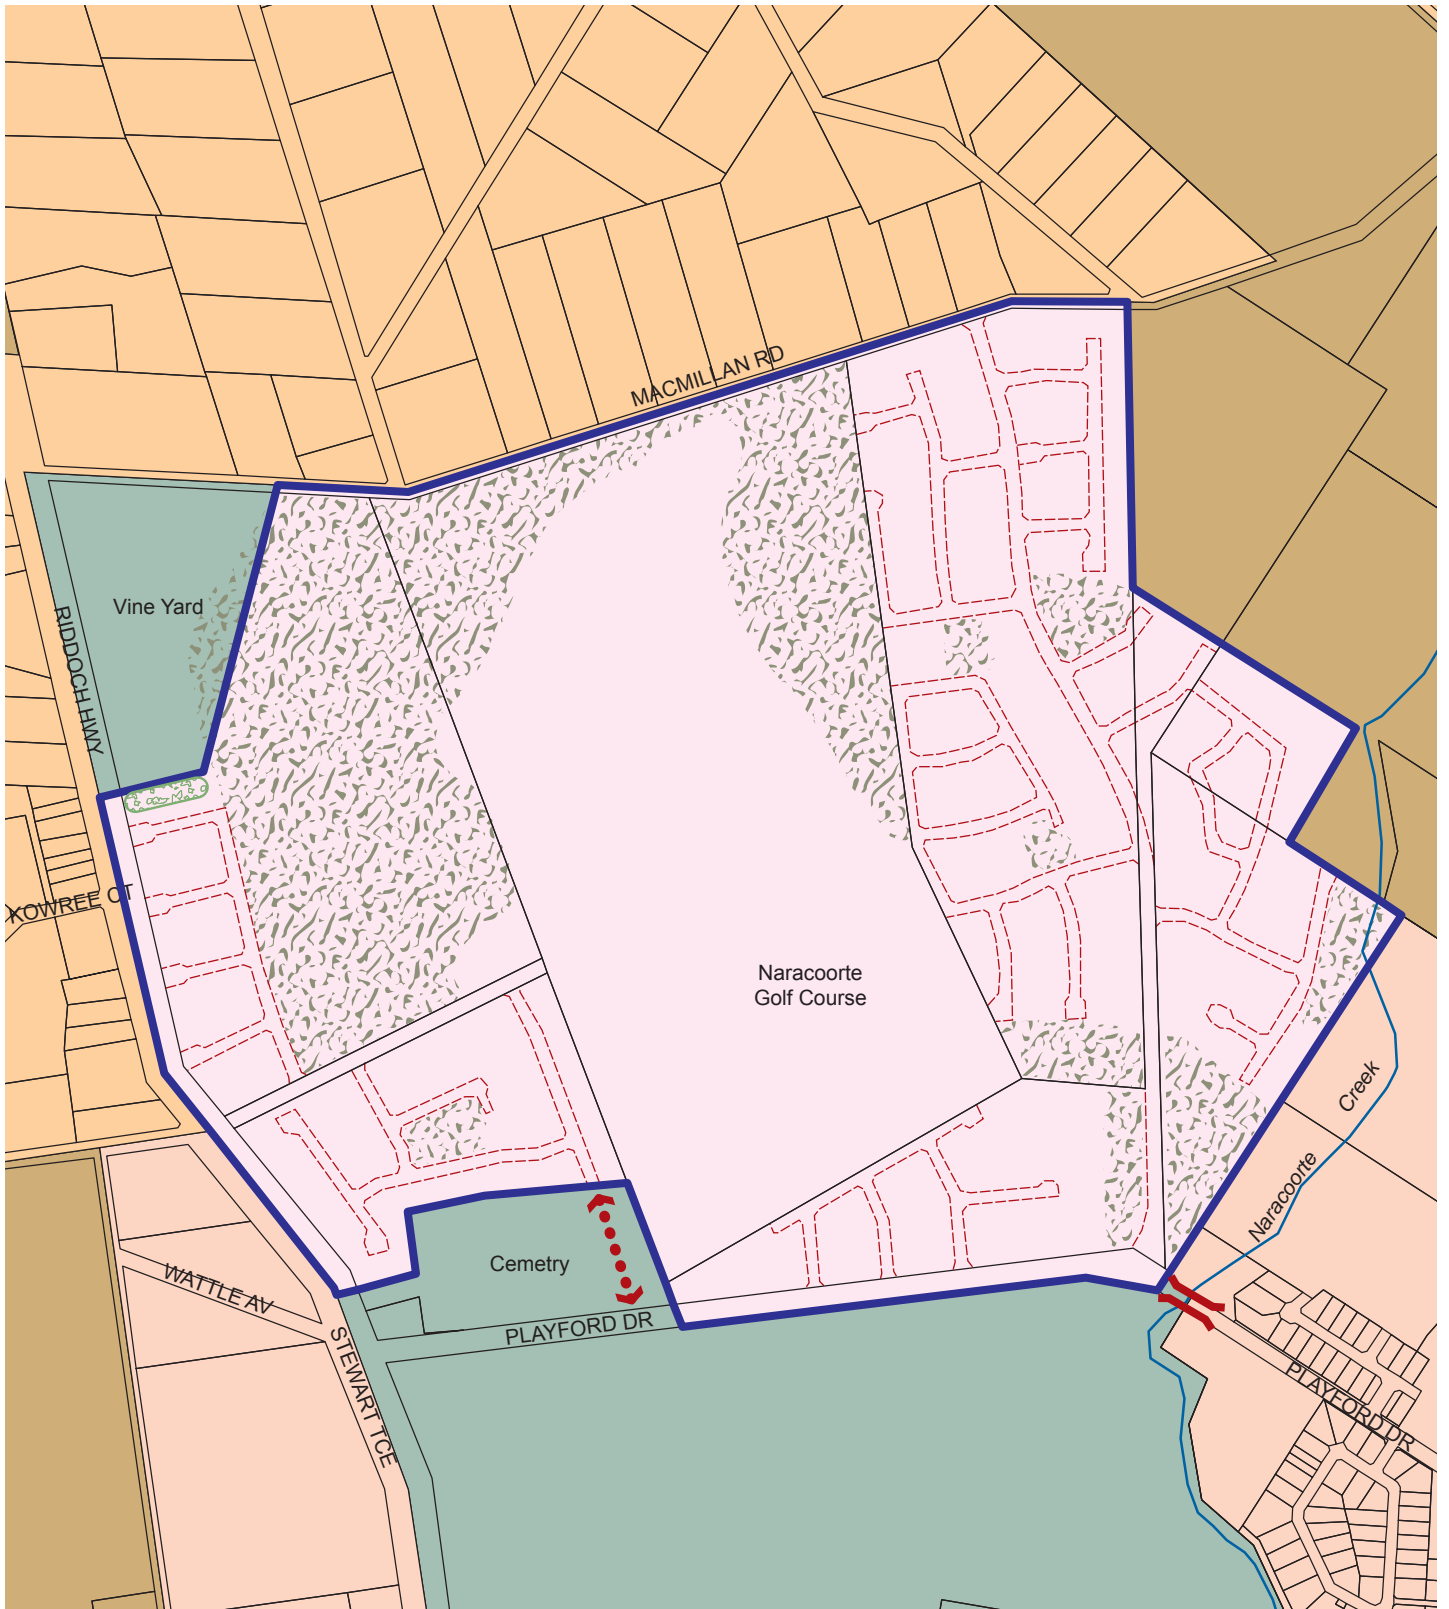 MACMILLAN RD
Vine Yard
RIDDOCH HWY
KOWREE CT
Naracoorte
Golf Course
Naracoorte
Creek
Cemetry
WATTLE AV
PLAYFORD DR
STEWART TCE
PLAYFORD DR